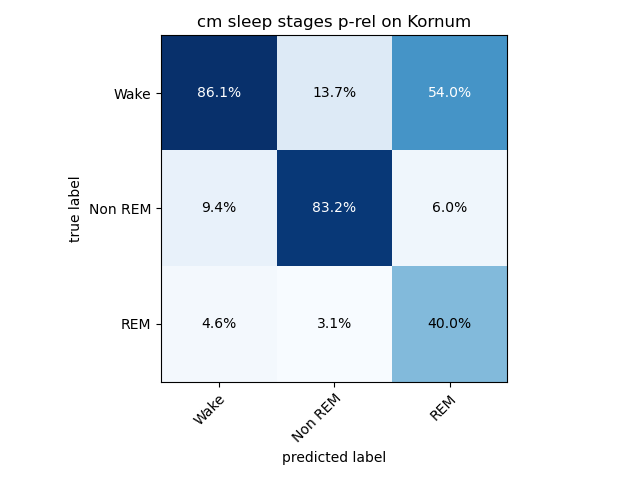 cm sleep stages p-rel on Kornum
Wake 86.1% 13.7% 54.0%
Non REM 9.4% 83.2% 6.0%
REM 4.6% 3.1% 40.0%
Wake Non REM REM
true label
predicted label